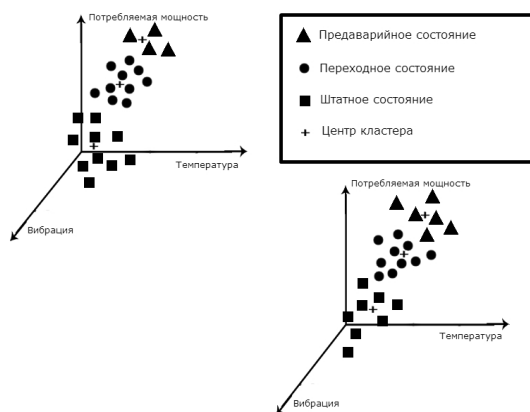 Потребляемая мощность
Температура
Вибрация
Предаварийное состояние
Переходное состояние
Штатное состояние
Центр кластера
Потребляемая мощность
Температура
Вибрация